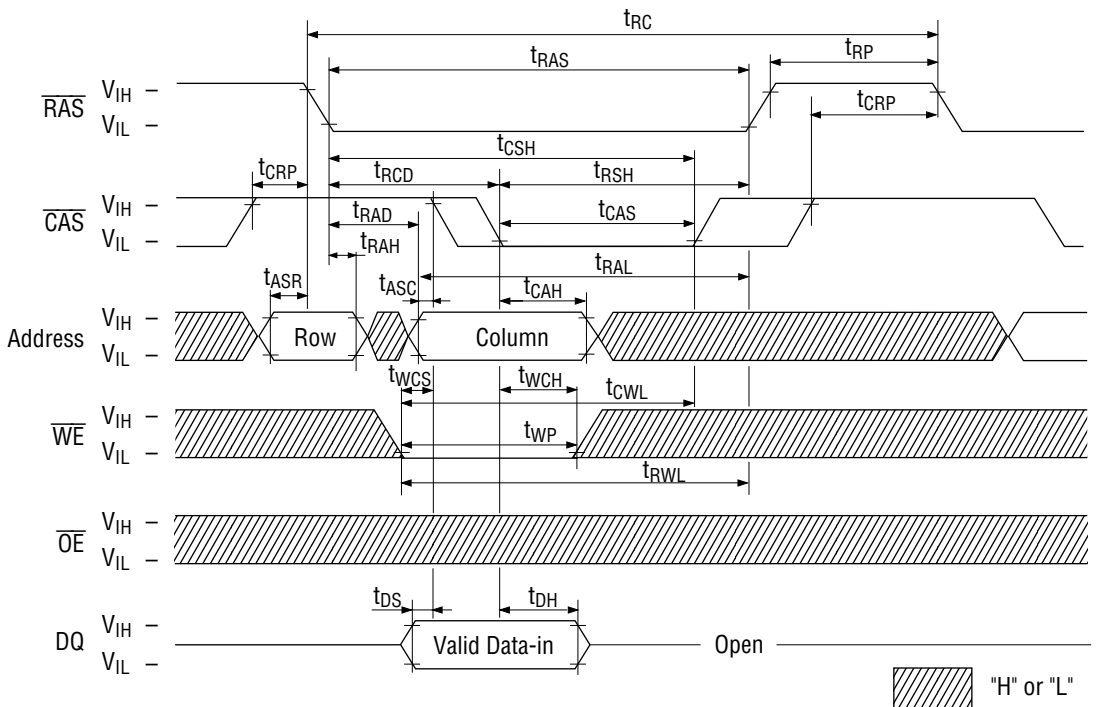 tRC
tRAS tRP
RAS VIH – VIL –
tCRP
tCSH
tCRP tRCD tRSH
CAS VIH – VIL –
tRAD tCAS
tRAH
tRAL
tASR tASC tCAH
Address VIH – VIL –
Row Column
tWCS tWCH
tCWL
WE VIH – VIL –
tWP
tRWL
OE VIH – VIL –
tDS tDH
DQ VIH – VIL –
Valid Data-in Open
"H" or "L"